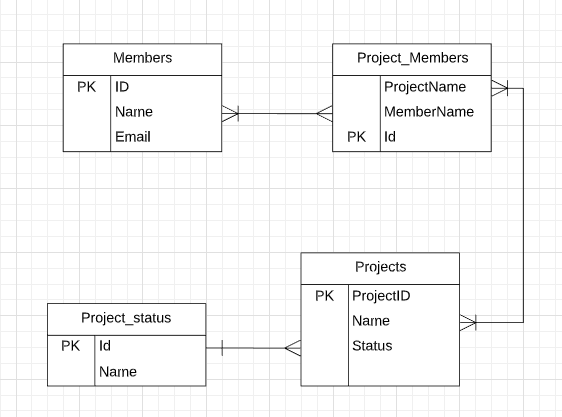 Members
PK ID
Name
Email
Project_Members
ProjectName
MemberName
PK Id
Projects
PK ProjectID
Name
Status
Project_status
PK Id
Name